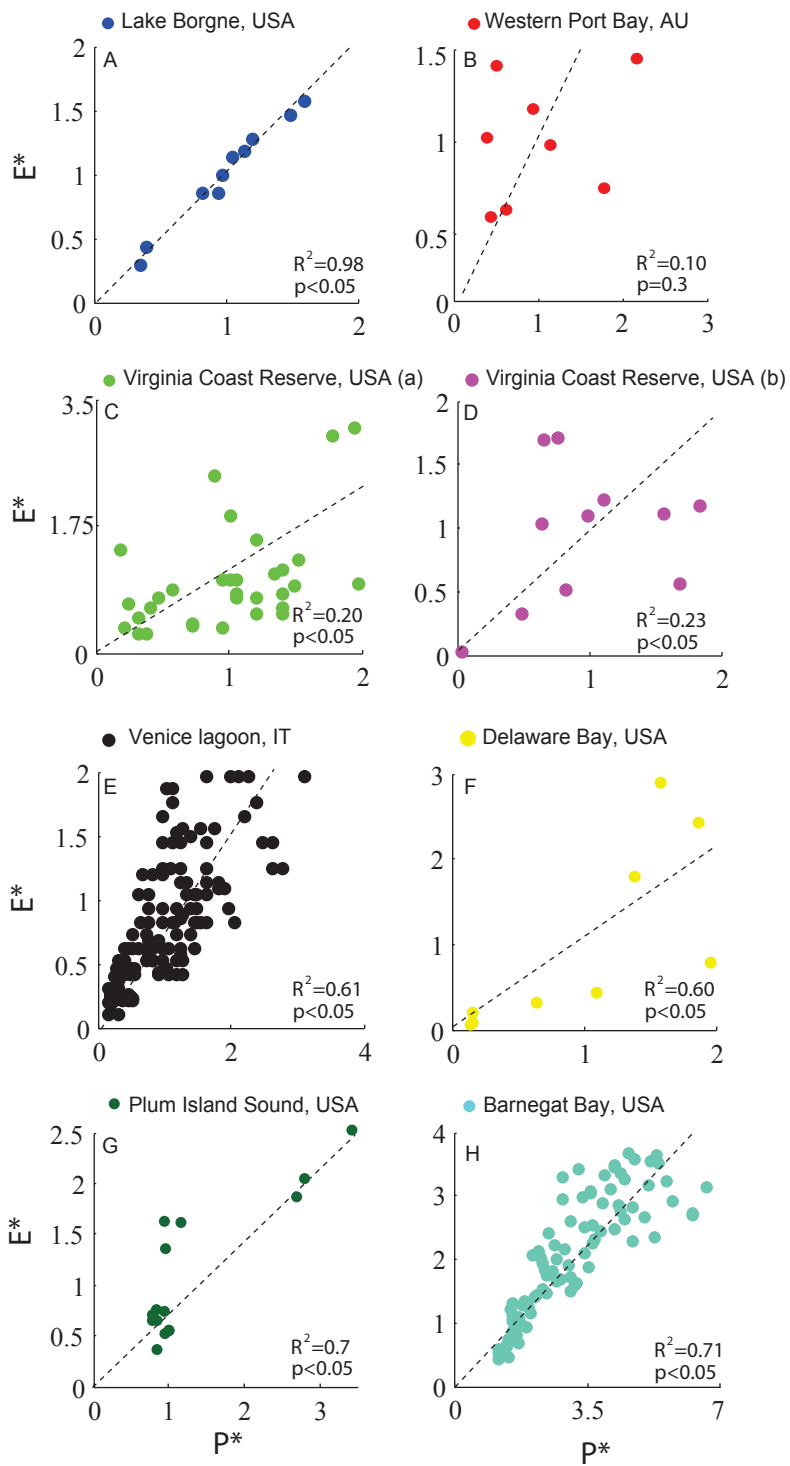 Lake Borgne, USA
Western Port Bay, AU
A
2
1.5
1
0.5
0
E*
R²=0.98
p<0.05
0 1 2
B
1.5
1
0.5
0
R²=0.10
p=0.3
0 1 2 3
Virginia Coast Reserve, USA (a)
Virginia Coast Reserve, USA (b)
C
3.5
1.75
0
E*
R²=0.20
p<0.05
0 1 2
D
2
1.5
1
0.5
0
R²=0.23
p<0.05
0 1 2
Venice lagoon, IT
Delaware Bay, USA
E
2
1.5
1
0.5
0
E*
R²=0.61
p<0.05
0 2 4
F
3
2
1
0
R²=0.60
p<0.05
0 1 2
Plum Island Sound, USA
Barnegat Bay, USA
G
2.5
2
1.5
1
0.5
0
E*
R²=0.7
p<0.05
0 1 2 3
P*
H
4
3
2
1
0
R²=0.71
p<0.05
0 3.5 7
P*